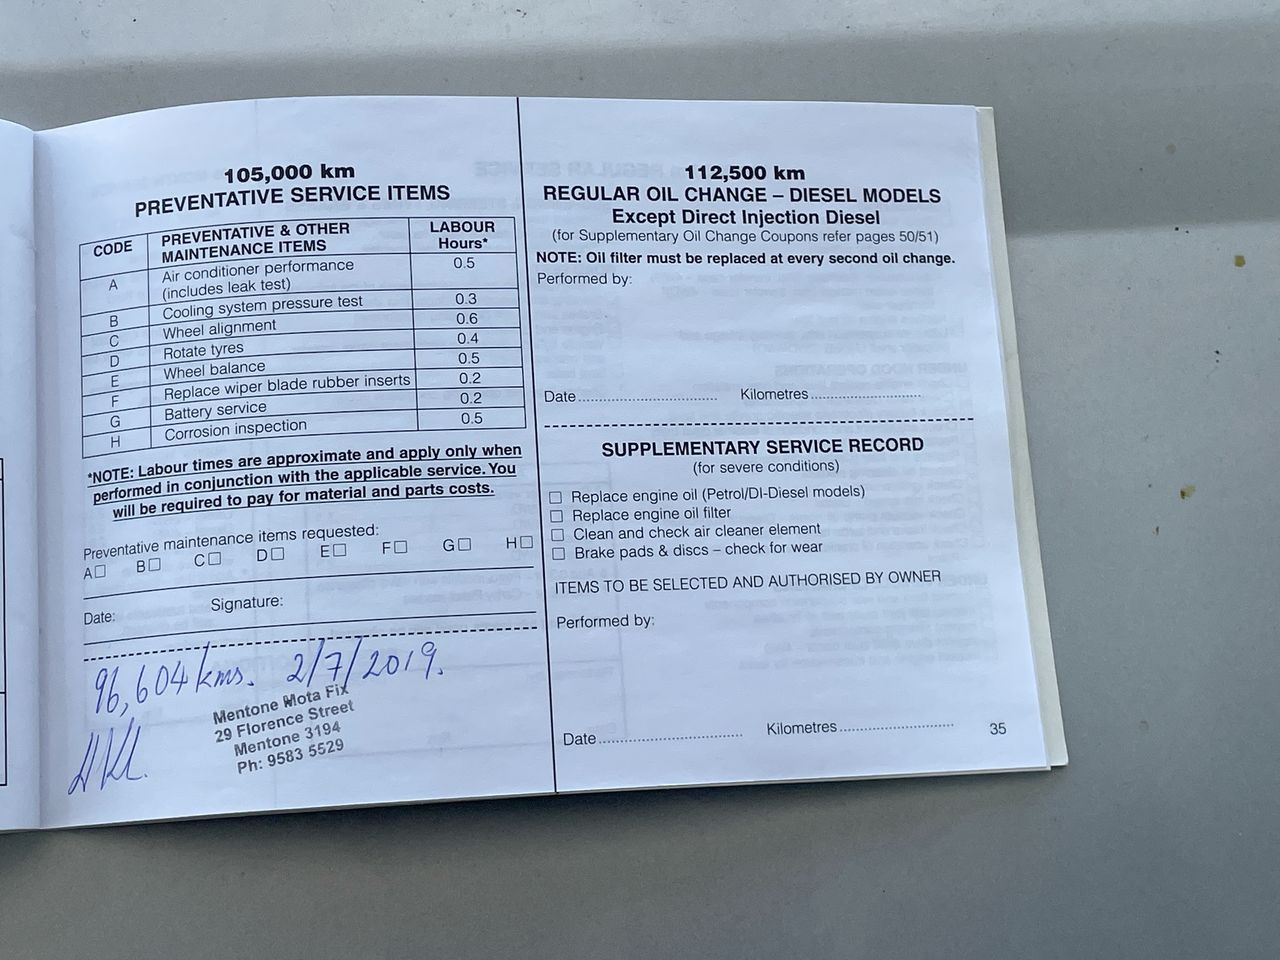 105,000 km
PREVENTATIVE SERVICE ITEMS
CODE PREVENTATIVE & OTHER MAINTENANCE ITEMS LABOUR Hours*
A Air conditioner performance (includes leak test) 0.5
B Cooling system pressure test 0.3
C Wheel alignment 0.6
D Rotate tyres 0.4
E Wheel balance 0.5
F Replace wiper blade rubber inserts 0.2
G Battery service 0.2
H Corrosion inspection 0.5
*NOTE: Labour times are approximate and apply only when
performed in conjunction with the applicable service. You
will be required to pay for material and parts costs.
Preventative maintenance items requested:
A☐ B☐ C☐ D☐ E☐ F☐ G☐ H☐
Date: Signature:
96,604 kms. 2/7/2019.
Mentone Mota Fix
29 Florence Street
Mentone 3194
Ph: 9583 5529
112,500 km
REGULAR OIL CHANGE – DIESEL MODELS
Except Direct Injection Diesel
(for Supplementary Oil Change Coupons refer pages 50/51)
NOTE: Oil filter must be replaced at every second oil change.
Performed by:
Date.................................. Kilometres...........................
SUPPLEMENTARY SERVICE RECORD
(for severe conditions)
☐ Replace engine oil (Petrol/DI-Diesel models)
☐ Replace engine oil filter
☐ Clean and check air cleaner element
☐ Brake pads & discs – check for wear
ITEMS TO BE SELECTED AND AUTHORISED BY OWNER
Performed by:
Date.................................. Kilometres............................
35